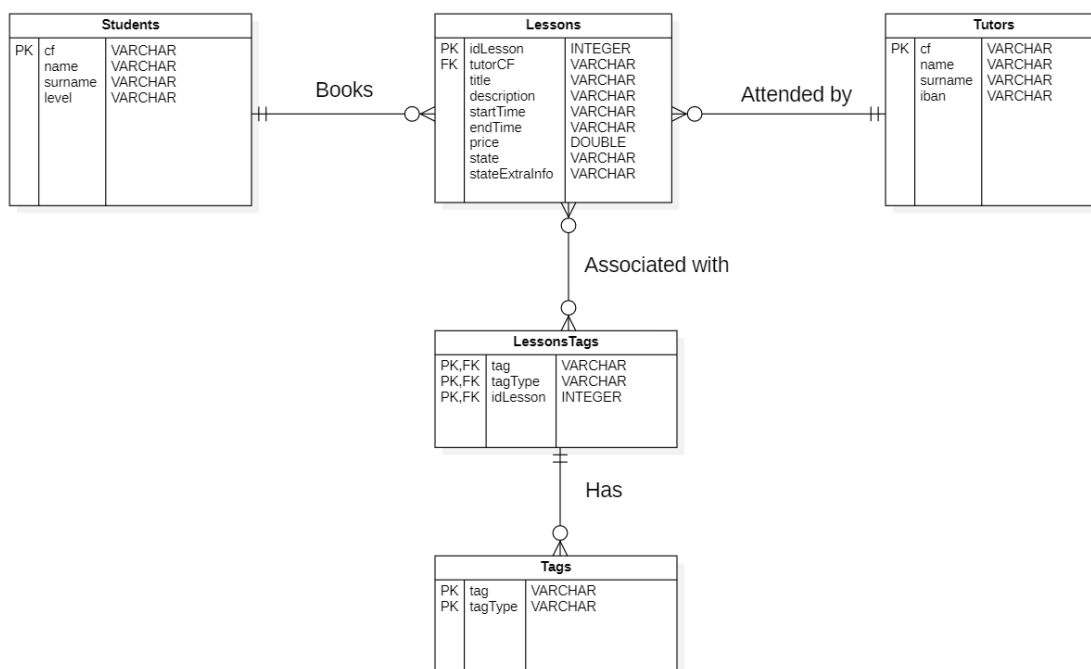 Students
PK cf VARCHAR
name VARCHAR
surname VARCHAR
level VARCHAR
Books
Lessons
PK idLesson INTEGER
FK tutorCF VARCHAR
title VARCHAR
description VARCHAR
startTime VARCHAR
endTime VARCHAR
price DOUBLE
state VARCHAR
stateExtraInfo VARCHAR
Attended by
Tutors
PK cf VARCHAR
name VARCHAR
surname VARCHAR
iban VARCHAR
Associated with
LessonsTags
PK,FK tag VARCHAR
PK,FK tagType VARCHAR
PK,FK idLesson INTEGER
Has
Tags
PK tag VARCHAR
PK tagType VARCHAR